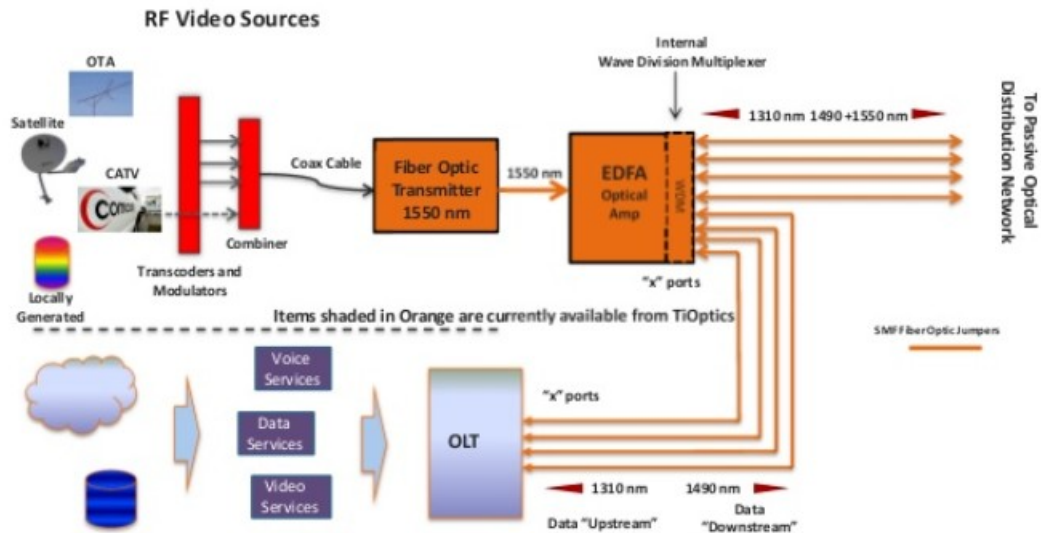 RF Video Sources
OTA
Satellite
CATV
Locally
Generated
Transcoders and
Modulators
Combiner
Coax Cable
Fiber Optic
Transmitter
1550 nm
1550 nm
EDFA
Optical
Amp
WDM
Internal
Wave Division Multiplexer
1310 nm 1490 +1550 nm
To Passive Optical
Distribution Network
"x" ports
Items shaded in Orange are currently available from TiOptics
SMF Fiber Optic Jumpers
Voice
Services
Data
Services
Video
Services
OLT
"x" ports
1310 nm
1490 nm
Data "Upstream"
Data
"Downstream"